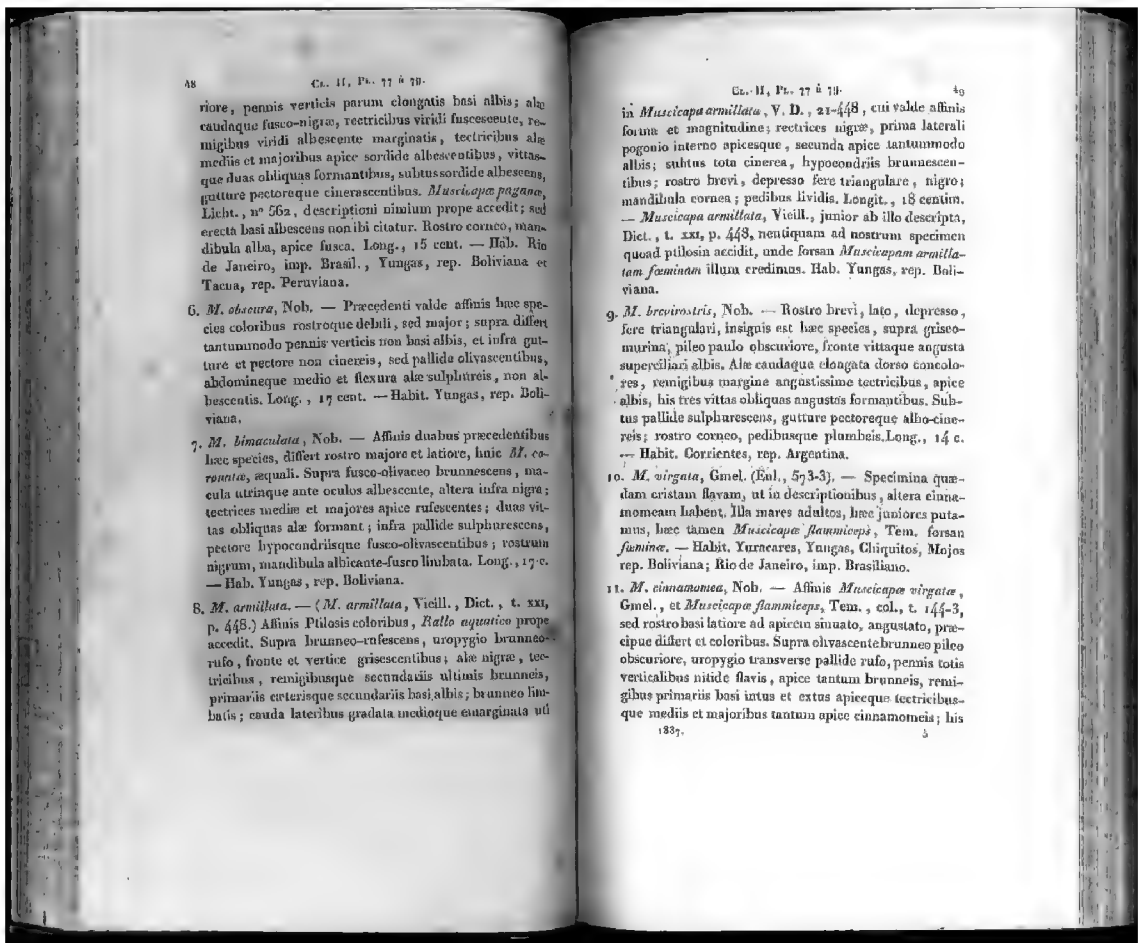 48 Cl. II, Pl. 77 à 79.
riore, pennis verticis parum elongatis basi albis; alæ
caudaque fusco-nigræ, rectricibus viridi fuscescente, re-
migibus viridi albescente marginatis, tectricibus alæ
mediis et majoribus apice sordide albescentibus, vittas-
que duas obliquas formantibus, subtus sordide albescens,
gutture pectoreque cinerascentibus. Muscicapæ paganæ,
Licht., nº 562, descriptioni nimium prope accedit; sed
erectâ basi albescens non ibi citatur. Rostro corneo, man-
dibula alba, apice fusca. Long., 15 cent. — Hab. Rio
de Janeiro, imp. Brasil., Yungas, rep. Boliviana et
Tacua, rep. Peruviana.
6. M. obscura, Nob. — Præcedenti valde affinis hæc spe-
cies coloribus rostroque debili, sed major; supra differt
tantummodo pennis verticis non basi albis, et infra gut-
ture et pectore non cinereis, sed pallide olivascentibus,
abdomineque medio et flexura alæ sulphureis, non al-
bescentis. Long., 17 cent. — Habit. Yungas, rep. Boli-
viana.
7. M. bimaculata, Nob. — Affinis duabus præcedentibus
hæc species, differt rostro majore et latiore, huic M. co-
ronatæ, æquali. Supra fusco-olivaceo brunnescens, ma-
cula utrinque ante oculos albescente, altera infra nigra;
tectrices mediæ et majores apice rufescentes; duas vit-
tas obliquas alæ formant; infra pallide sulphurescens,
pectore hypocondriisque fusco-olivascentibus; rostrum
nigrum, mandibula albicante-fusco limbata. Long., 17 c.
— Hab. Yungas, rep. Boliviana.
8. M. armillata. — (M. armillata, Vieill., Dict., t. xxi,
p. 448.) Affinis Ptilosis coloribus, Rallo aquatico prope
accedit. Supra brunneo-rufescens, uropygio brunneo-
rufo, fronte et vertice grisescentibus; alæ nigræ, tec-
tricibus, remigibusque secundariis ultimis brunneis,
primariis cæterisque secundariis basi albis; brunneo lim-
batis; cauda lateribus gradata medioque emarginata uti
Cl. II, Pl. 77 à 79. 49
in Muscicapa armillata, V. D., 21-448, cui valde affinis
forma et magnitudine; rectrices nigræ, prima laterali
pogonio interno apicesque, secunda apice tantummodo
albis; subtus tota cinerea, hypocondriis brunnescen-
tibus; rostro brevi, depresso fere triangulare, nigro;
mandibula cornea; pedibus lividis. Longit., 18 centim.
— Muscicapa armillata, Vieill., junior ab illo descripta,
Dict., t. xxi, p. 448, neutiquam ad nostrum specimen
quoad ptilosin accidit, unde forsan Muscicapam armilla-
tam fœminam illum credimus. Hab. Yungas, rep. Boli-
viana.
9. M. brevirostris, Nob. — Rostro brevi, lato, depresso,
fere triangulari, insignis est hæc species, supra griseo-
murina, pileo paulo obscuriore, fronte vittaque angusta
superciliari albis. Alæ caudaque elongata dorso concolo-
res, remigibus margine angustissime tectricibus, apice
albis, his tres vittas obliquas angustas formantibus. Sub-
tus pallide sulphurescens, gutture pectoreque albo-cine-
reis; rostro corneo, pedibusque plumbeis. Long., 14 c.
— Habit. Corrientes, rep. Argentina.
10. M. virgata, Gmel. (Enl., 573-3). — Specimina quæ-
dam cristam flavam, ut in descriptionibus, altera cinna-
momeam habent. Illa mares adultos, hæc juniores puta-
mus, hæc tamen Muscicapæ flammiceps, Tem. forsan
fœminæ. — Habit. Yuracares, Yungas, Chiquitos, Mojos
rep. Boliviana; Rio de Janeiro, imp. Brasiliano.
11. M. cinnamomea, Nob. — Affinis Muscicapæ virgatæ,
Gmel., et Muscicapæ flammiceps, Tem., col., t. 144-3,
sed rostro basi latiore ad apicem sinuato, angustato, præ-
cipue differt et coloribus. Supra olivascente brunneo pileo
obscuriore, uropygio transverse pallide rufo, pennis totis
verticalibus nitide flavis, apice tantum brunneis, remi-
gibus primariis basi intus et extus apiceque tectricibus-
que mediis et majoribus tantum apice cinnamomeis; his
1837.